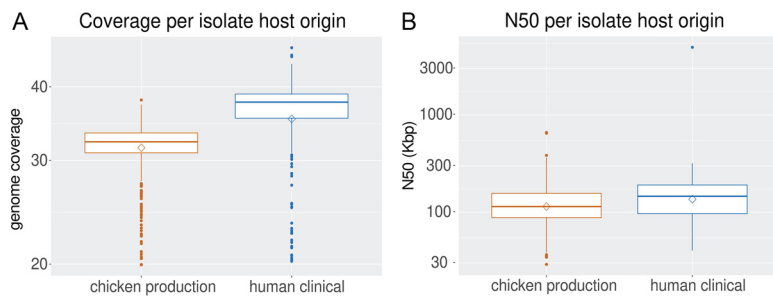 A
Coverage per isolate host origin
genome coverage
40
30
20
chicken production
human clinical
B
N50 per isolate host origin
N50 (Kbp)
3000
1000
300
100
30
chicken production
human clinical